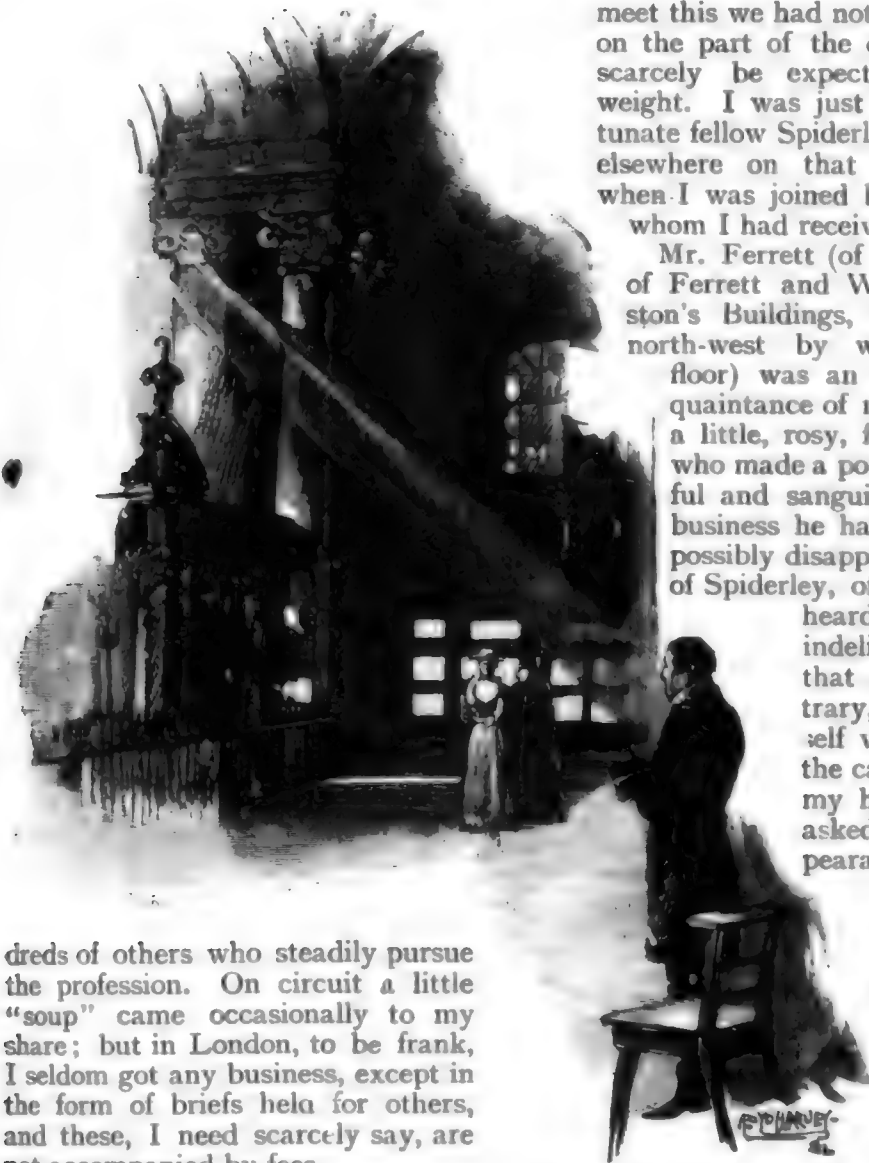 dreds of others who steadily pursue
the profession. On circuit a little
“soup” came occasionally to my
share; but in London, to be frank,
I seldom got any business, except in
the form of briefs held for others,
and these, I need scarcely say, are
not accompanied by fees
meet this we had not
on the part of the
scarcely be expect
weight. I was just
tunate fellow Spiderl
elsewhere on that
when I was joined
whom I had receiv
Mr. Ferrett (of
of Ferrett and W
ston's Buildings,
north-west by w
floor) was an
quaintance of
a little, rosy, f
who made a po
ful and sangui
business he ha
possibly disapp
of Spiderley, o
heard
indeli
that
trary,
self v
the ca
my h
asked
peara